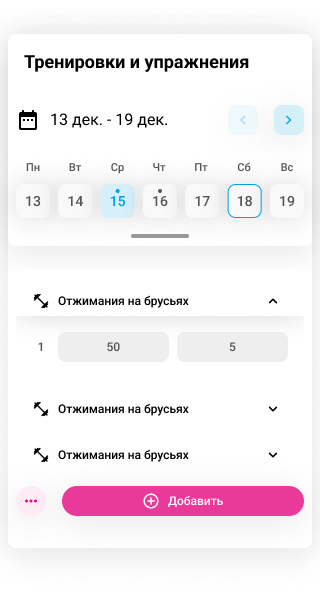 Тренировки и упражнения
13 дек. - 19 дек.
Пн Вт Ср Чт Пт Сб Вс
13 14 15 16 17 18 19
Отжимания на брусьях
1 50 5
Отжимания на брусьях
Отжимания на брусьях
Добавить